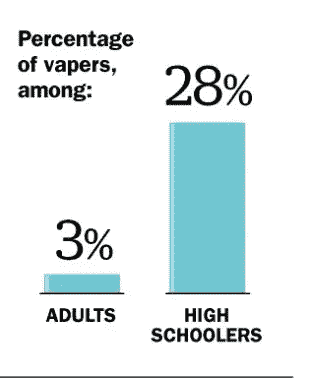 Percentage
of vapers,
among:
28%
3%
ADULTS
HIGH
SCHOOLERS